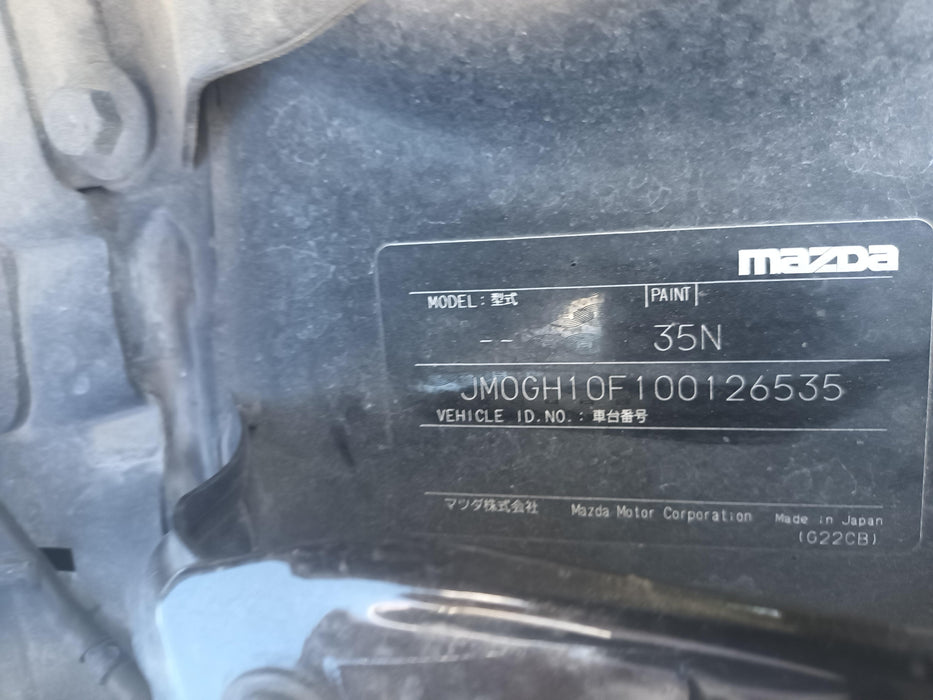 mazda
MODEL:型式 PAINT
-- 35N
JM0GH10F100126535
VEHICLE ID.NO.:車台番号
マツダ株式会社 Mazda Motor Corporation Made in Japan
(G22CB)